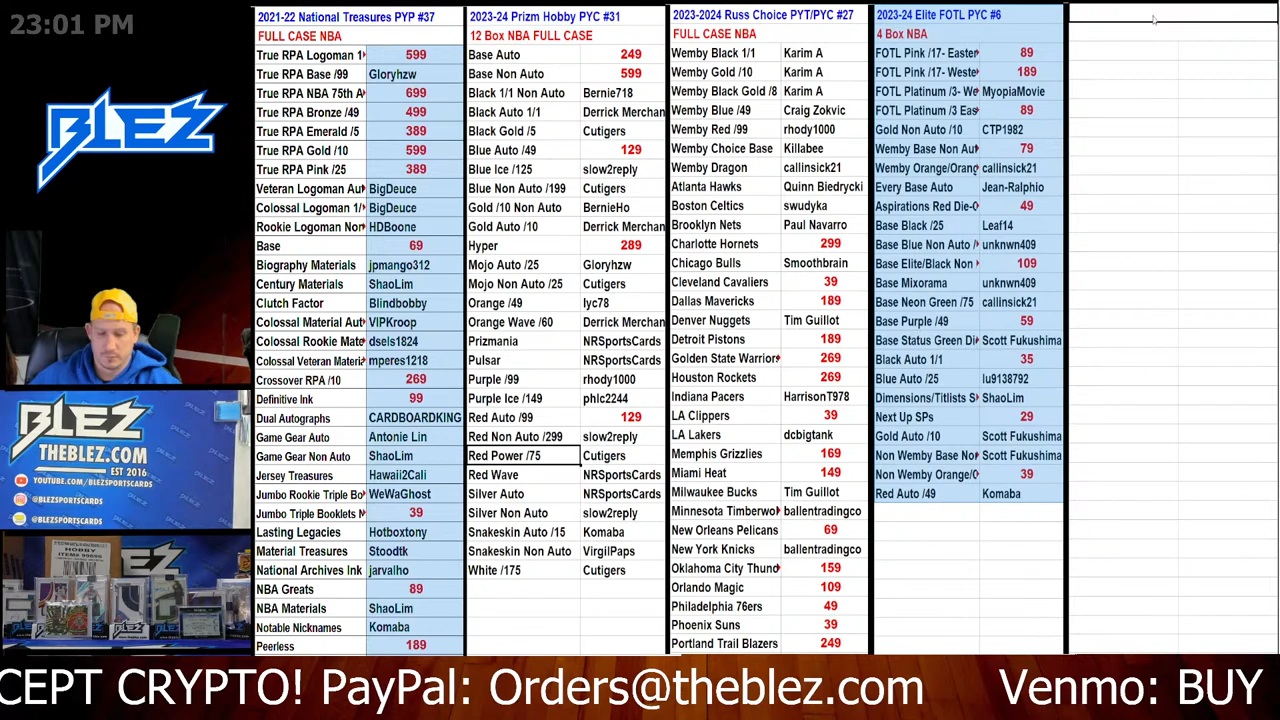 23:01 PM
BLEZ
BLEZ
THEBLEZ.COM
EST 2016
YOUTUBE.COM/BLEZSPORTSCARDS
@BLEZSPORTSCARDS
@BLEZSPORTSCARDS
HOBBY
2021-22 National Treasures PYP #37
FULL CASE NBA
True RPA Logoman 1 599
True RPA Base /99 Gloryhzw
True RPA NBA 75th A 699
True RPA Bronze /49 499
True RPA Emerald /5 389
True RPA Gold /10 599
True RPA Pink /25 389
Veteran Logoman Au BigDeuce
Colossal Logoman 1/ BigDeuce
Rookie Logoman Nor HDBoone
Base 69
Biography Materials jpmango312
Century Materials ShaoLim
Clutch Factor Blindbobby
Colossal Material Aut VIPKroop
Colossal Rookie Mate dsels1824
Colossal Veteran Materi mperes1218
Crossover RPA /10 269
Definitive Ink 99
Dual Autographs CARDBOARDKING
Game Gear Auto Antonie Lin
Game Gear Non Auto ShaoLim
Jersey Treasures Hawaii2Cali
Jumbo Rookie Triple Bo WeWaGhost
Jumbo Triple Booklets N 39
Lasting Legacies Hotboxtony
Material Treasures Stoodtk
National Archives Ink jarvalho
NBA Greats 89
NBA Materials ShaoLim
Notable Nicknames Komaba
Peerless 189
2023-24 Prizm Hobby PYC #31
12 Box NBA FULL CASE
Base Auto 249
Base Non Auto 599
Black 1/1 Non Auto Bernie718
Black Auto 1/1 Derrick Merchan
Black Gold /5 Cutigers
Blue Auto /49 129
Blue Ice /125 slow2reply
Blue Non Auto /199 Cutigers
Gold /10 Non Auto BernieHo
Gold Auto /10 Derrick Merchan
Hyper 289
Mojo Auto /25 Gloryhzw
Mojo Non Auto /25 Cutigers
Orange /49 lyc78
Orange Wave /60 Derrick Merchan
Prizmania NRSportsCards
Pulsar NRSportsCards
Purple /99 rhody1000
Purple Ice /149 phlc2244
Red Auto /99 129
Red Non Auto /299 slow2reply
Red Power /75 Cutigers
Red Wave NRSportsCards
Silver Auto NRSportsCards
Silver Non Auto slow2reply
Snakeskin Auto /15 Komaba
Snakeskin Non Auto VirgilPaps
White /175 Cutigers
2023-2024 Russ Choice PYT/PYC #27
FULL CASE NBA
Wemby Black 1/1 Karim A
Wemby Gold /10 Karim A
Wemby Black Gold /8 Karim A
Wemby Blue /49 Craig Zokvic
Wemby Red /99 rhody1000
Wemby Choice Base Killabee
Wemby Dragon callinsick21
Atlanta Hawks Quinn Biedrycki
Boston Celtics swudyka
Brooklyn Nets Paul Navarro
Charlotte Hornets 299
Chicago Bulls Smoothbrain
Cleveland Cavaliers 39
Dallas Mavericks 189
Denver Nuggets Tim Guillot
Detroit Pistons 189
Golden State Warrior 269
Houston Rockets 269
Indiana Pacers HarrisonT978
LA Clippers 39
LA Lakers dcbigtank
Memphis Grizzlies 169
Miami Heat 149
Milwaukee Bucks Tim Guillot
Minnesota Timberwo ballentradingco
New Orleans Pelicans 69
New York Knicks ballentradingco
Oklahoma City Thun 159
Orlando Magic 109
Philadelphia 76ers 49
Phoenix Suns 39
Portland Trail Blazers 249
2023-24 Elite FOTL PYC #6
4 Box NBA
FOTL Pink /17- Easter 89
FOTL Pink /17- Weste 189
FOTL Platinum /3- We MyopiaMovie
FOTL Platinum /3 Eas 89
Gold Non Auto /10 CTP1982
Wemby Base Non Au 79
Wemby Orange/Orang callinsick21
Every Base Auto Jean-Ralphio
Aspirations Red Die-C 49
Base Black /25 Leaf14
Base Blue Non Auto / unknwn409
Base Elite/Black Non 109
Base Mixorama unknwn409
Base Neon Green /75 callinsick21
Base Purple /49 59
Base Status Green Di Scott Fukushima
Black Auto 1/1 35
Blue Auto /25 lu9138792
Dimensions/Titlists S ShaoLim
Next Up SPs 29
Gold Auto /10 Scott Fukushima
Non Wemby Base No Scott Fukushima
Non Wemby Orange/O 39
Red Auto /49 Komaba
CEPT CRYPTO! PayPal: Orders@theblez.com Venmo: BUY